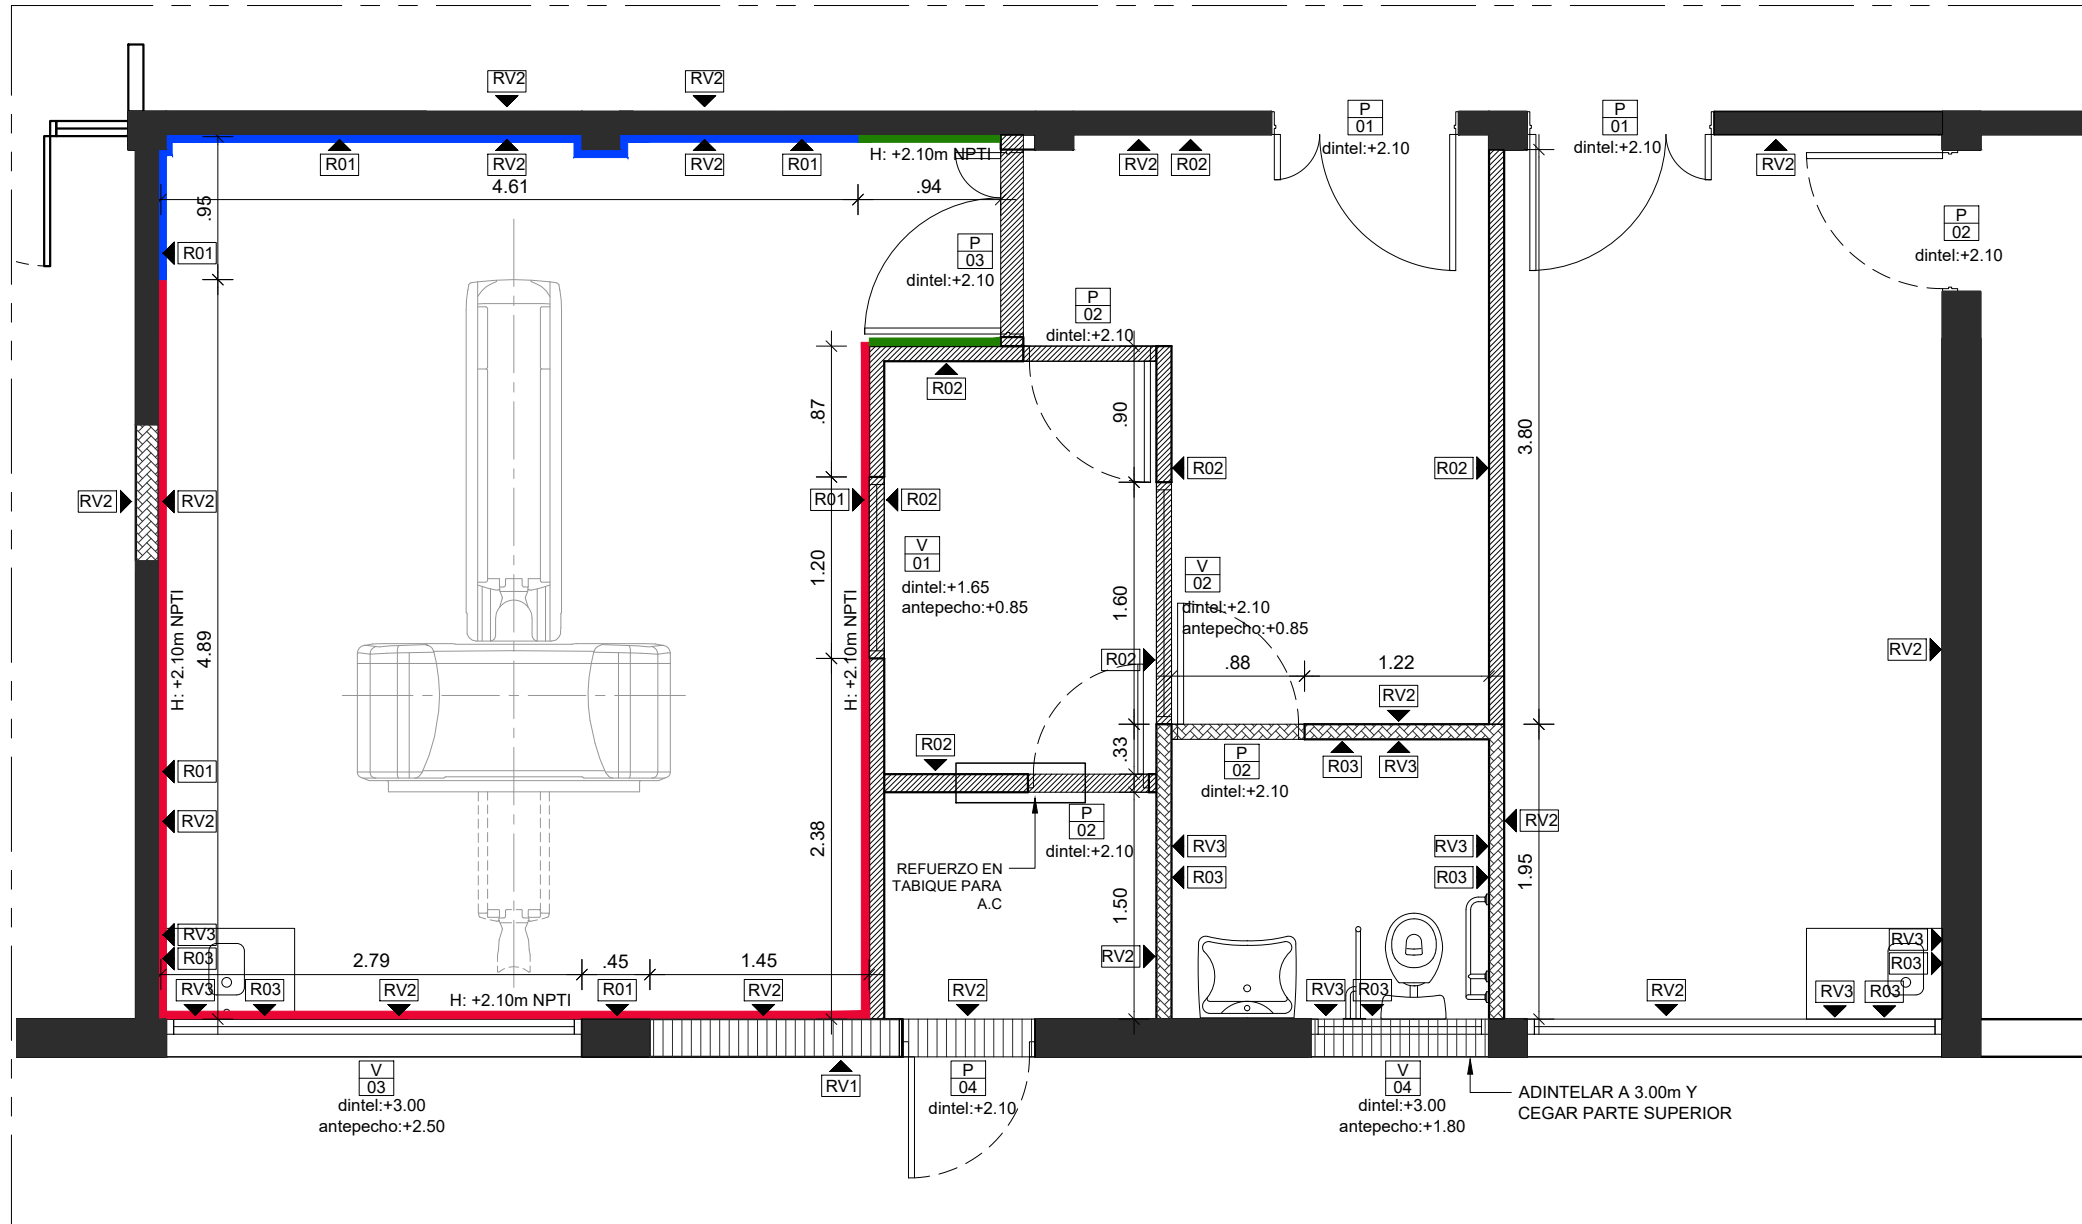 RV2
RV2
P
01
dintel:+2.10
P
01
dintel:+2.10
R01
RV2
RV2
R01
H: +2.10m NPTI
RV2
R02
RV2
4.61
.94
.95
R01
P
03
dintel:+2.10
P
02
dintel:+2.10
P
02
dintel:+2.10
R02
.87
.90
3.80
R02
R02
RV2
RV2
R01
R02
V
01
dintel:+1.65
antepecho:+0.85
1.20
1.60
V
02
dintel:+2.10
antepecho:+0.85
H: +2.10m NPTI
4.89
H: +2.10m NPTI
R02
.88
1.22
RV2
RV2
R02
.33
R03
RV3
P
02
dintel:+2.10
R01
RV2
P
02
dintel:+2.10
RV2
2.38
REFUERZO EN
TABIQUE PARA
A.C
RV3
R03
RV3
R03
1.95
1.50
RV3
R03
2.79
.45
1.45
RV2
RV3
R03
RV3
R03
RV2
H: +2.10m NPTI
R01
RV2
RV2
RV3
R03
RV2
RV3
R03
V
03
dintel:+3.00
antepecho:+2.50
RV1
P
04
dintel:+2.10
V
04
dintel:+3.00
antepecho:+1.80
ADINTELAR A 3.00m Y
CEGAR PARTE SUPERIOR